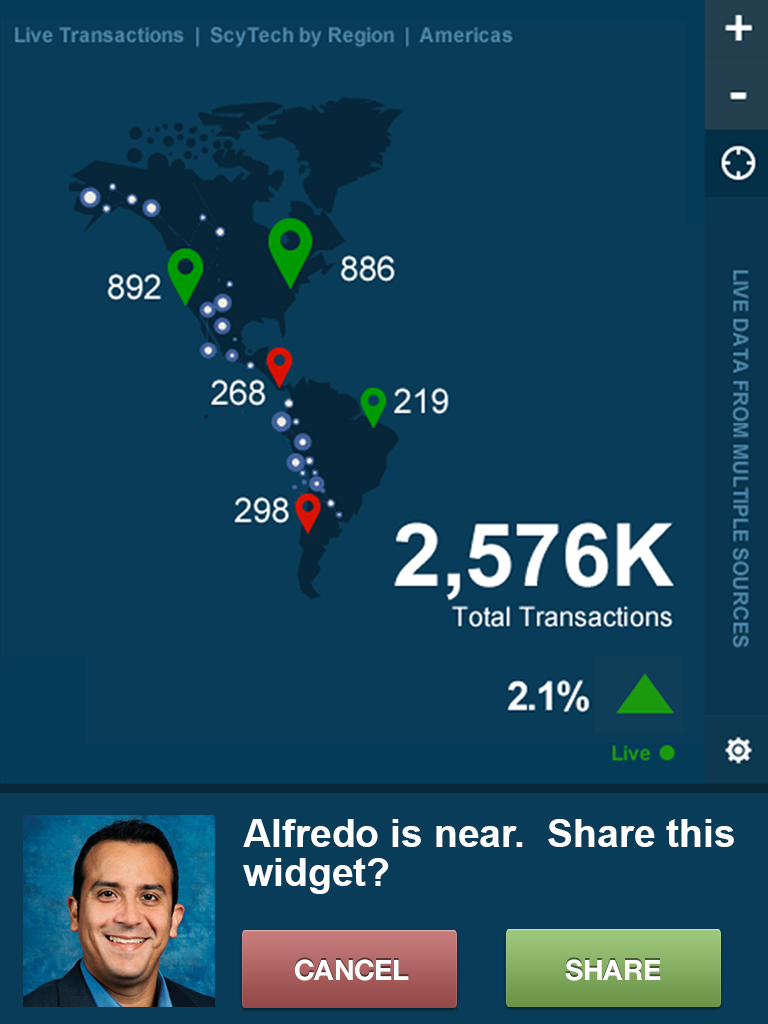 Live Transactions | ScyTech by Region | Americas
+
-
892
886
268
219
298
2,576K
Total Transactions
2.1%
Live
LIVE DATA FROM MULTIPLE SOURCES
Alfredo is near. Share this
widget?
CANCEL
SHARE